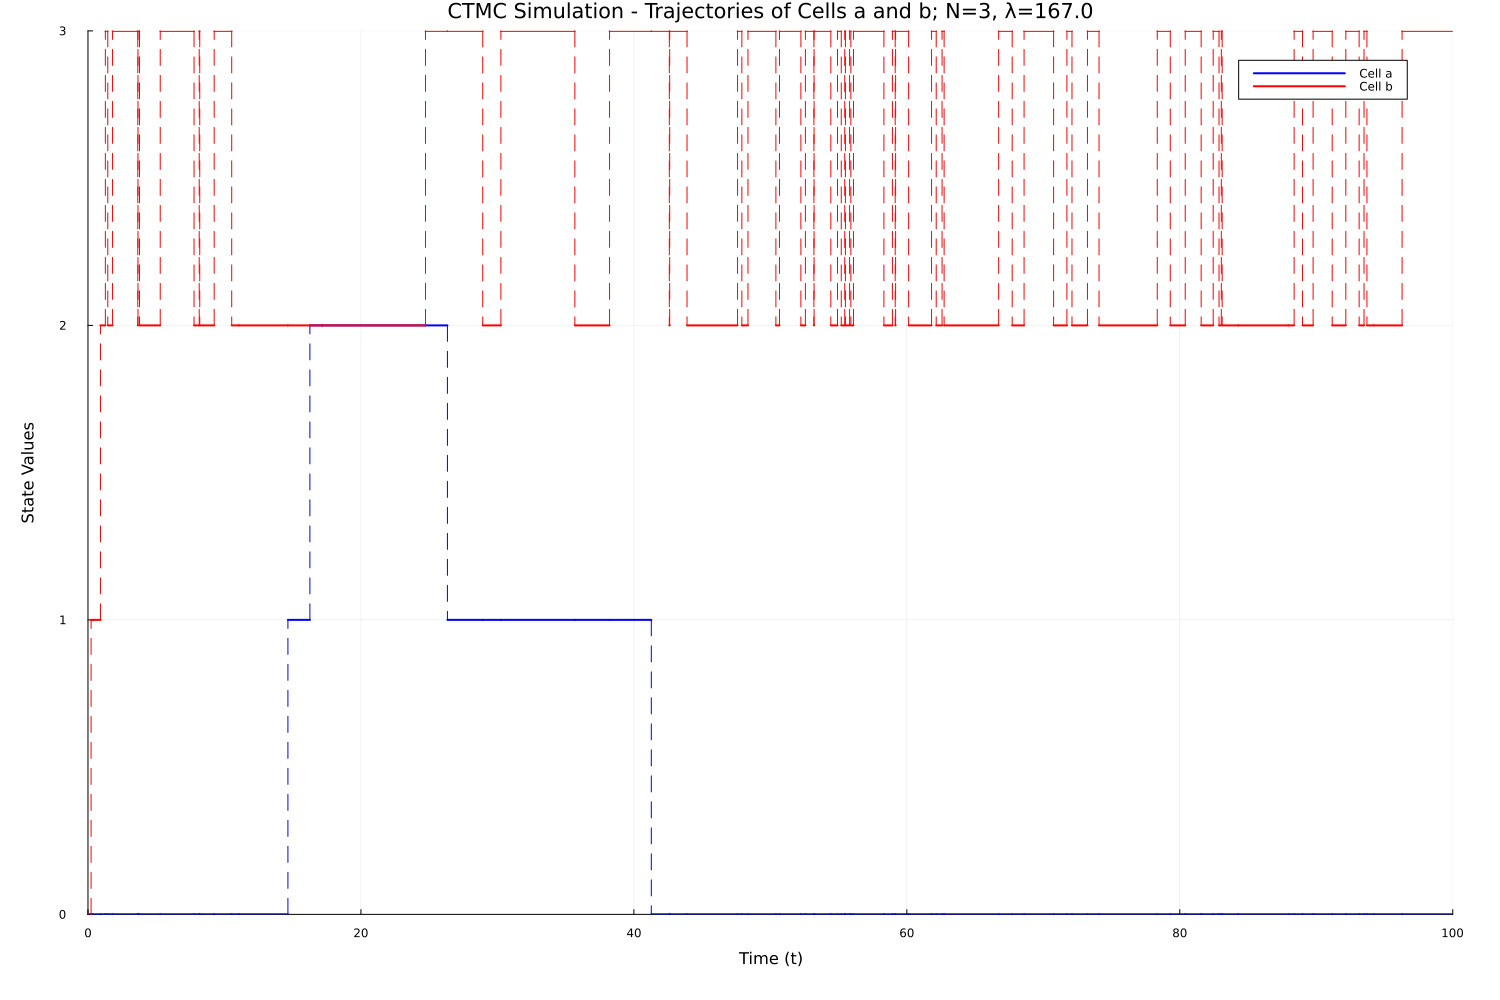 CTMC Simulation - Trajectories of Cells a and b; N=3, λ=167.0
3
Cell a
Cell b
2
State Values
1
0
0 20 40 60 80 100
Time (t)